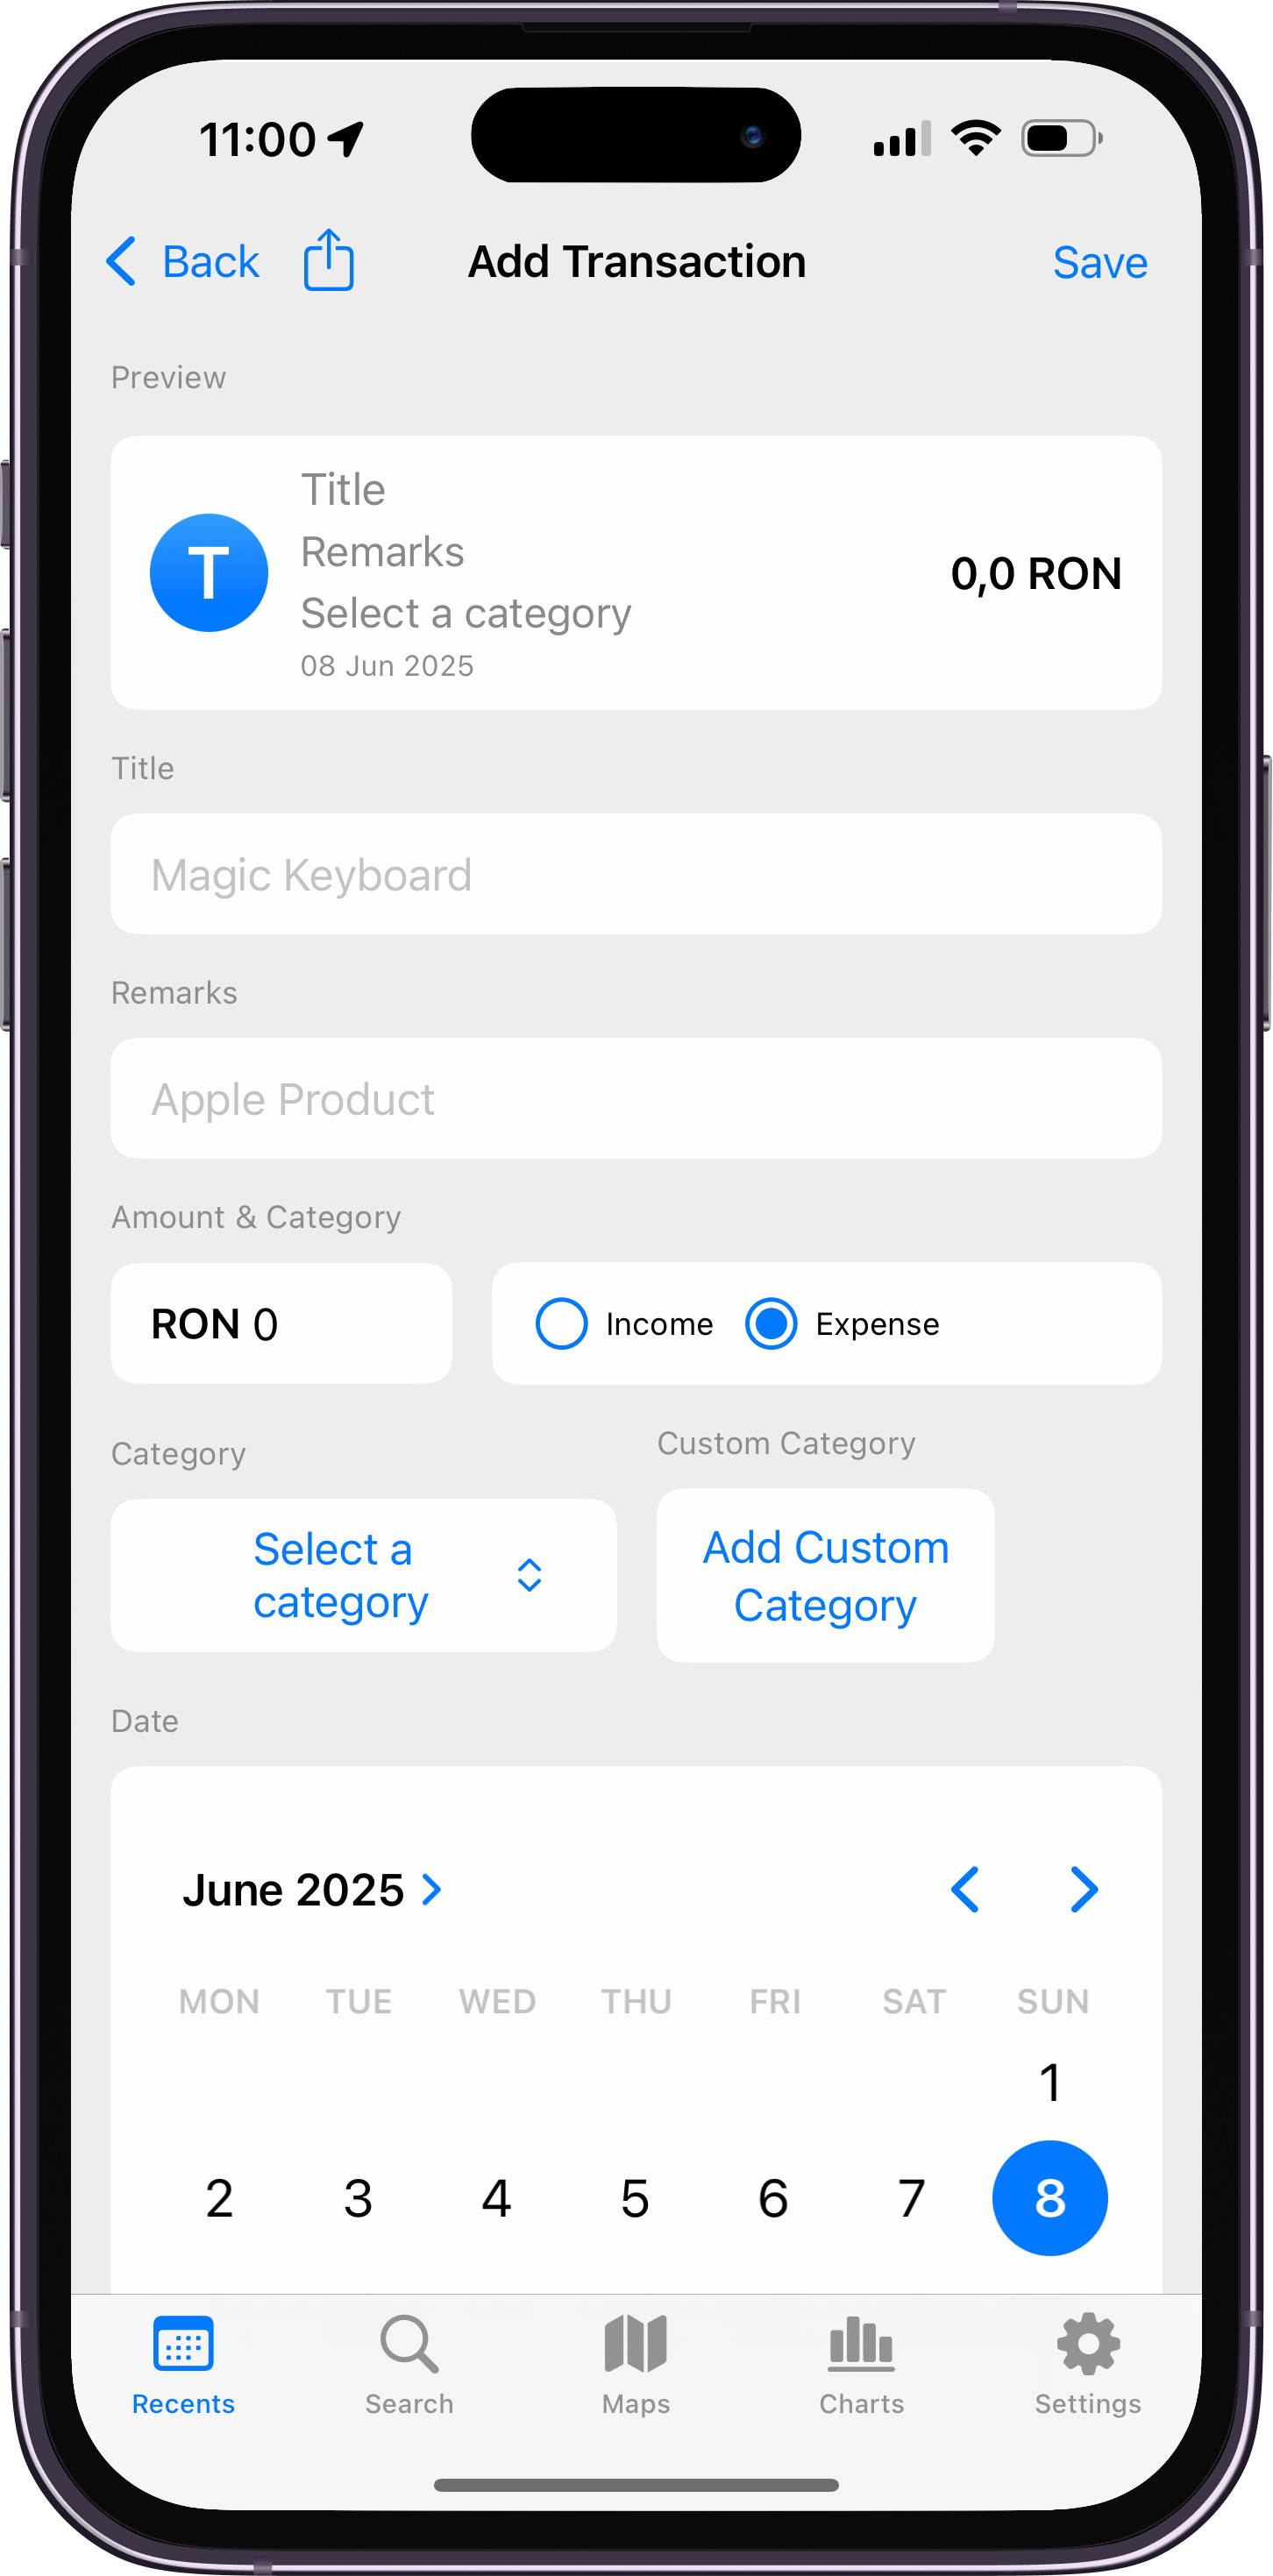 11:00
Back
Add Transaction
Save
Preview
T
Title
Remarks
Select a category
08 Jun 2025
0,0 RON
Title
Magic Keyboard
Remarks
Apple Product
Amount & Category
RON 0
Income
Expense
Category
Custom Category
Select a
category
Add Custom
Category
Date
June 2025
MON TUE WED THU FRI SAT SUN
1
2 3 4 5 6 7 8
Recents
Search
Maps
Charts
Settings